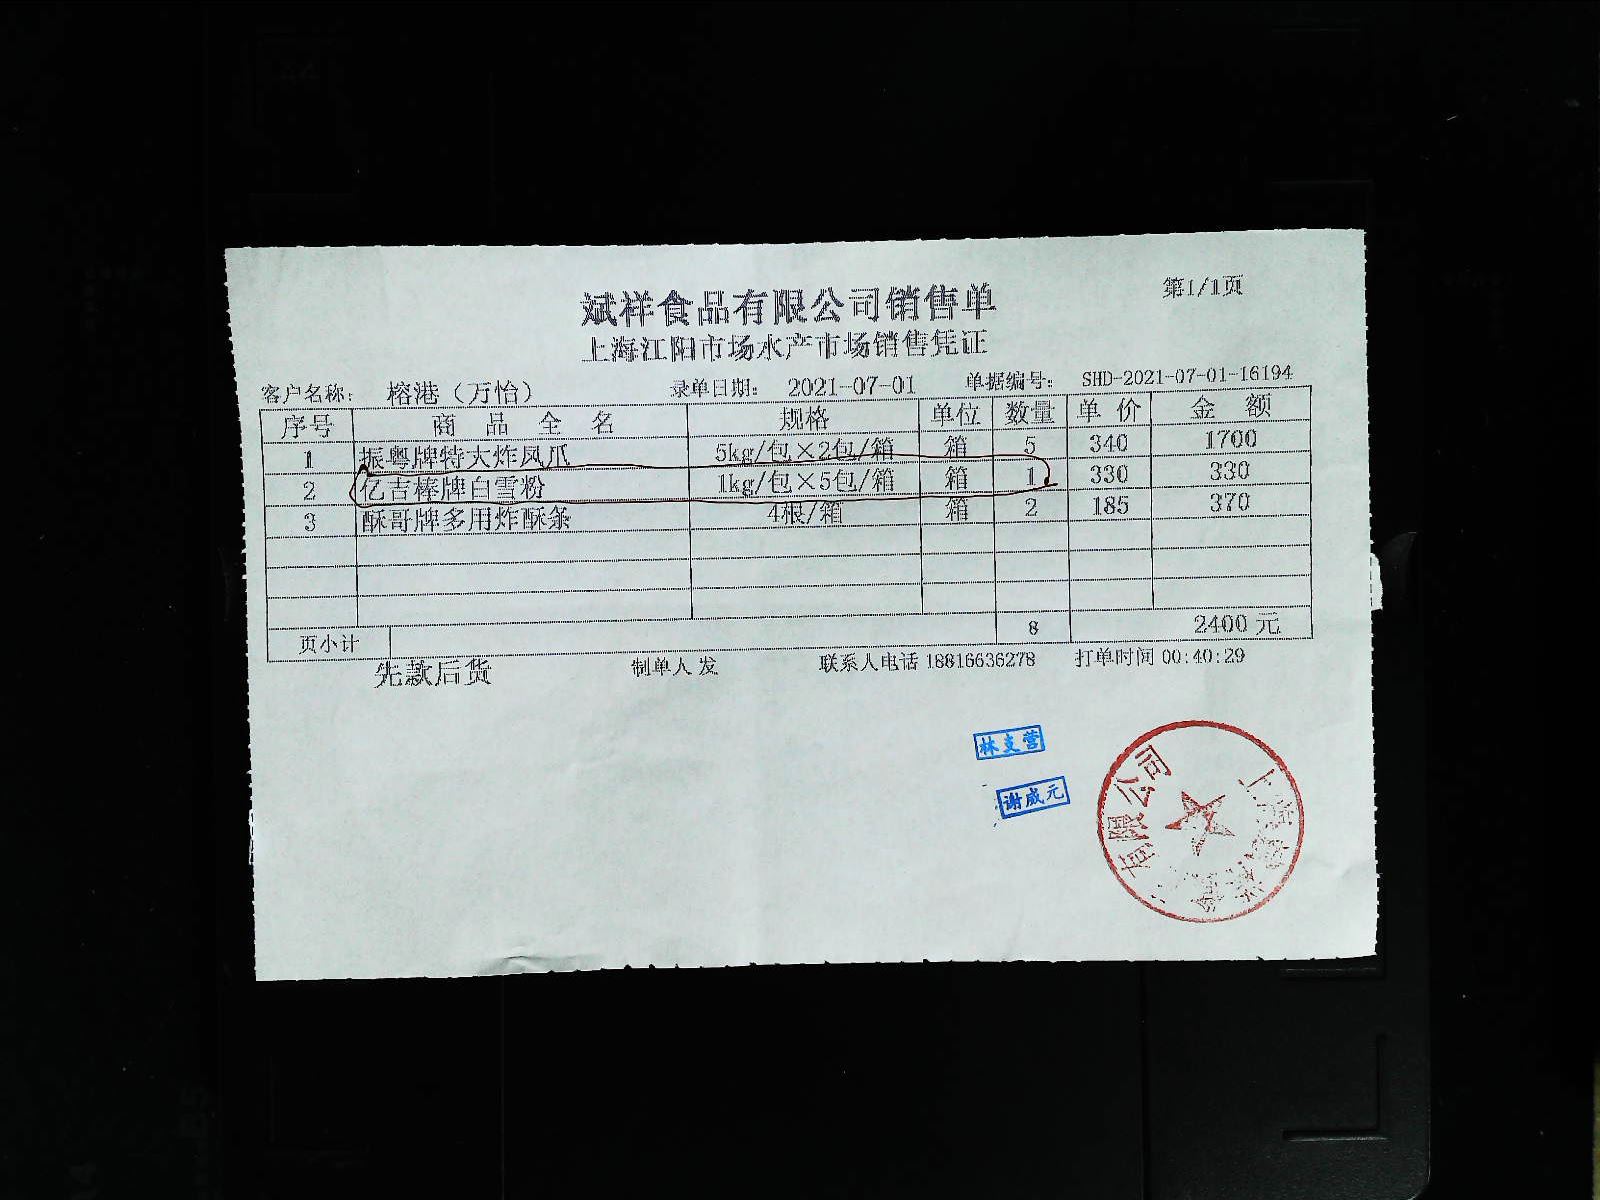 第1/1页
斌祥食品有限公司销售单
上海江阳市场水产市场销售凭证
客户名称： 榕港（万怡） 录单日期： 2021-07-01 单据编号： SHD-2021-07-01-16194
序号 商品全名 规格 单位 数量 单价 金额
1 振粤牌特大炸凤爪 5kg/包×2包/箱 箱 5 340 1700
2 亿吉棒牌白雪粉 1kg/包×5包/箱 箱 1 330 330
3 酥哥牌多用炸酥条 4根/箱 箱 2 185 370
页小计 8 2400 元
先款后货 制单人 发 联系人电话 18816636278 打单时间 00:40:29
林支营
谢威元
上海 有限公司